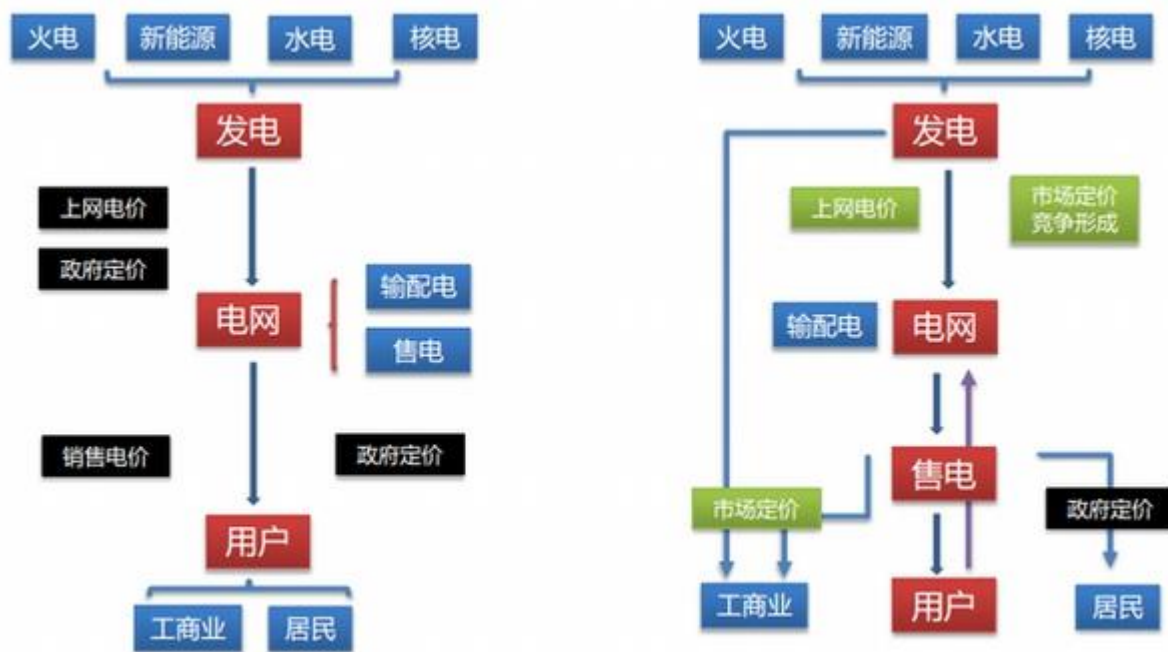 火电
新能源
水电
核电
发电
上网电价
政府定价
电网
输配电
售电
销售电价
政府定价
用户
工商业
居民
火电
新能源
水电
核电
发电
上网电价
市场定价
竞争形成
输配电
电网
售电
市场定价
政府定价
工商业
用户
居民